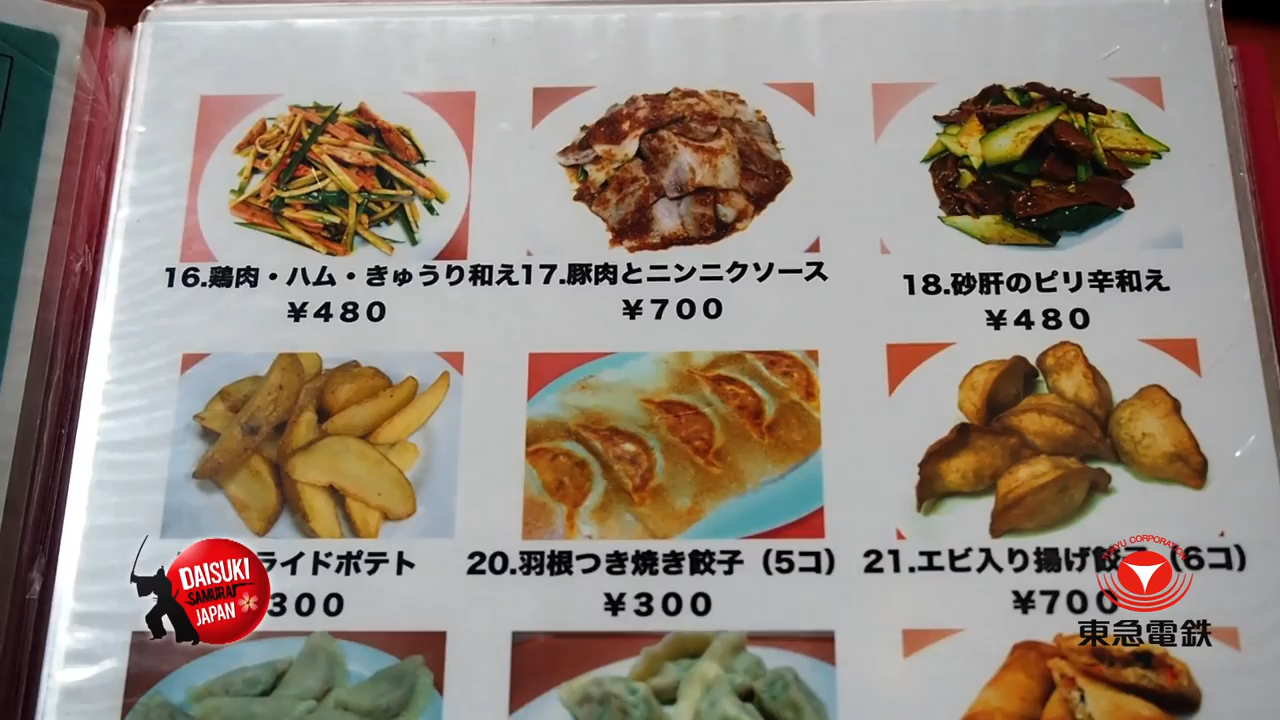 16.鶏肉・ハム・きゅうり和え
¥480
17.豚肉とニンニクソース
¥700
18.砂肝のピリ辛和え
¥480
ライドポテト
300
20.羽根つき焼き餃子（5コ）
¥300
21.エビ入り揚げ餃子（6コ）
¥700
DAISUKI
SAMURAI
JAPAN
TOKYU CORPORATION
東急電鉄